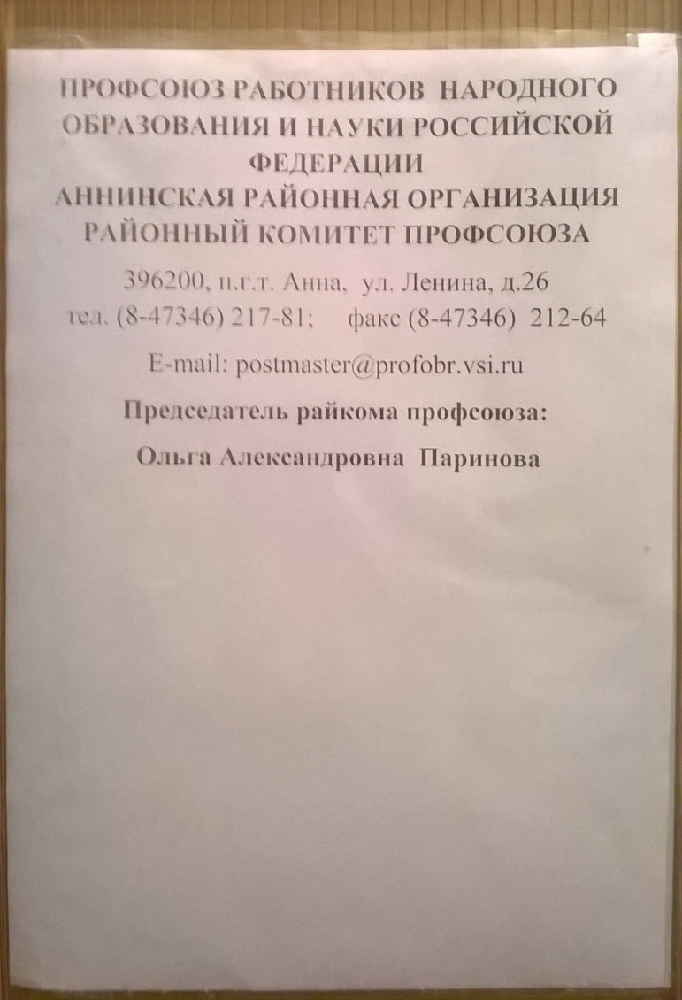 ПРОФСОЮЗ РАБОТНИКОВ НАРОДНОГО
ОБРАЗОВАНИЯ И НАУКИ РОССИЙСКОЙ
ФЕДЕРАЦИИ
АННИНСКАЯ РАЙОННАЯ ОРГАНИЗАЦИЯ
РАЙОННЫЙ КОМИТЕТ ПРОФСОЮЗА
396200, п.г.т. Анна, ул. Ленина, д.26
тел. (8-47346) 217-81; факс (8-47346) 212-64
E-mail: postmaster@profobr.vsi.ru
Председатель райкома профсоюза:
Ольга Александровна Паринова